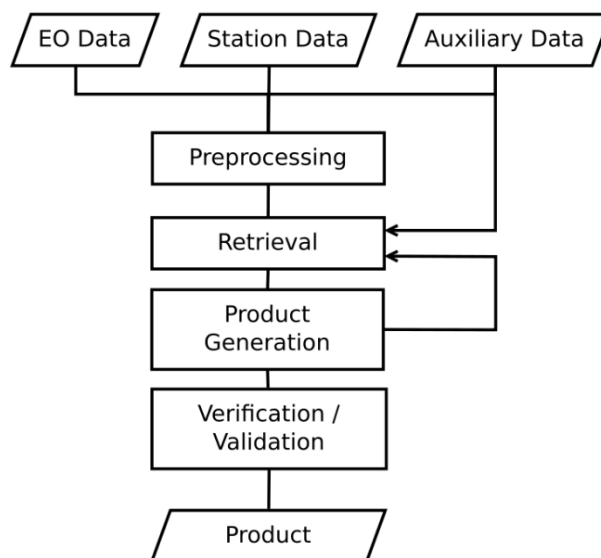 EO Data
Station Data
Auxiliary Data
Preprocessing
Retrieval
Product
Generation
Verification /
Validation
Product